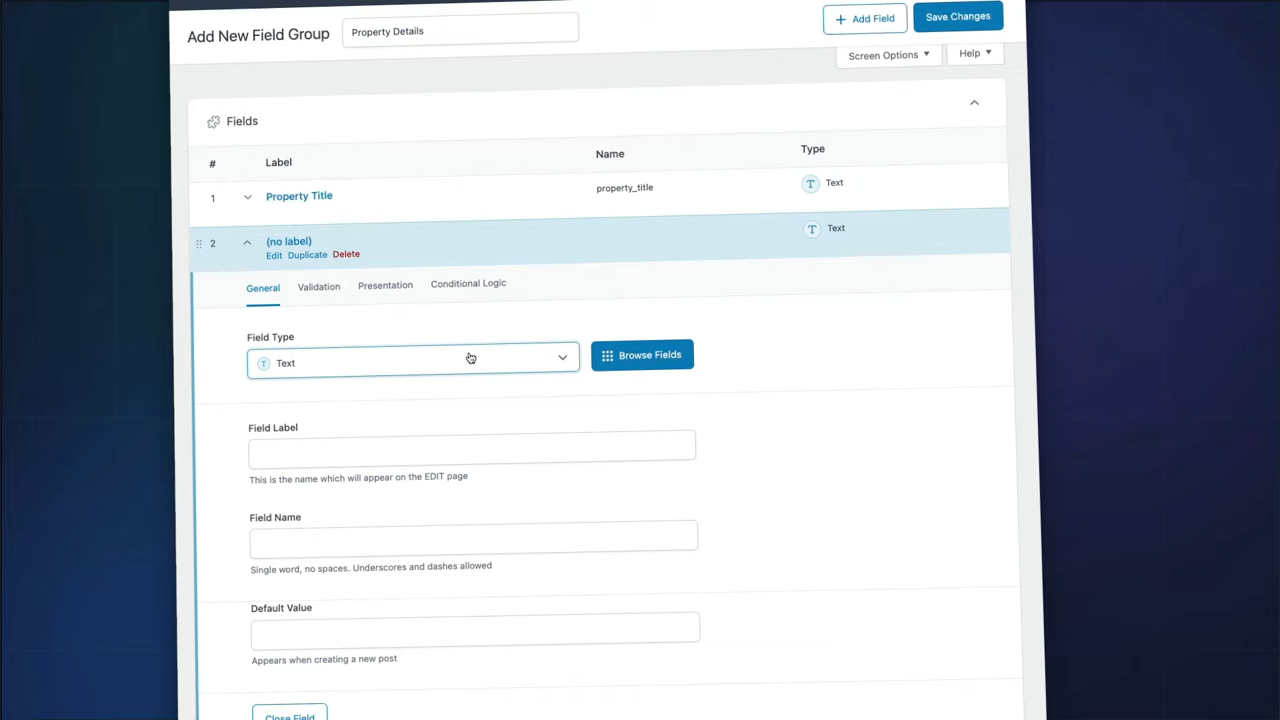 Add New Field Group
Property Details
+ Add Field
Save Changes
Screen Options
Help
Fields
# Label Name Type
1 Property Title property_title T Text
2 (no label) T Text
Edit Duplicate Delete
General Validation Presentation Conditional Logic
Field Type
T Text
Browse Fields
Field Label
This is the name which will appear on the EDIT page
Field Name
Single word, no spaces. Underscores and dashes allowed
Default Value
Appears when creating a new post
Close Field